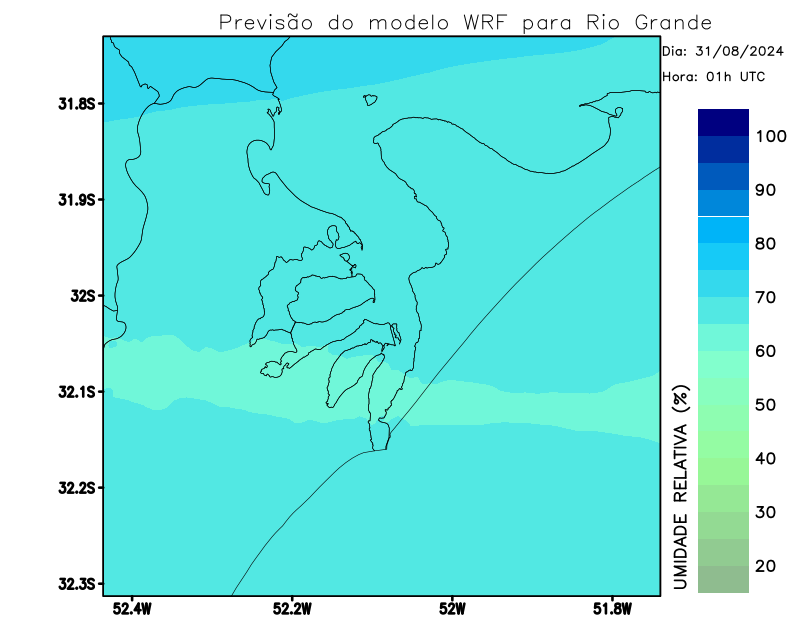 Previsão do modelo WRF para Rio Grande
Dia: 31/08/2024
Hora: 01h UTC
31.8S
31.9S
32S
32.1S
32.2S
32.3S
52.4W
52.2W
52W
51.8W
100
90
80
70
60
50
40
30
20
UMIDADE RELATIVA (%)